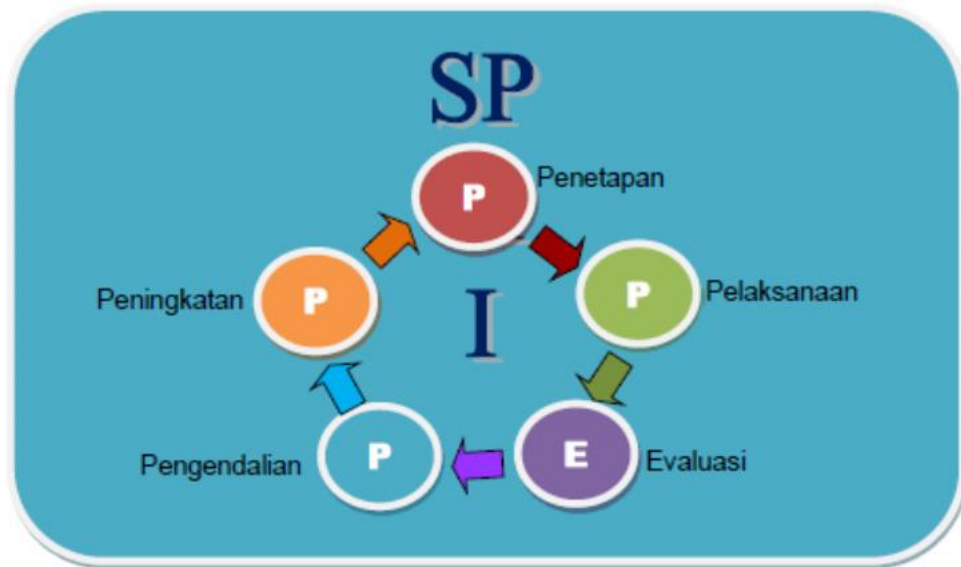 SP
P
Penetapan
P
Pelaksanaan
I
Peningkatan
P
Pengendalian
P
E
Evaluasi